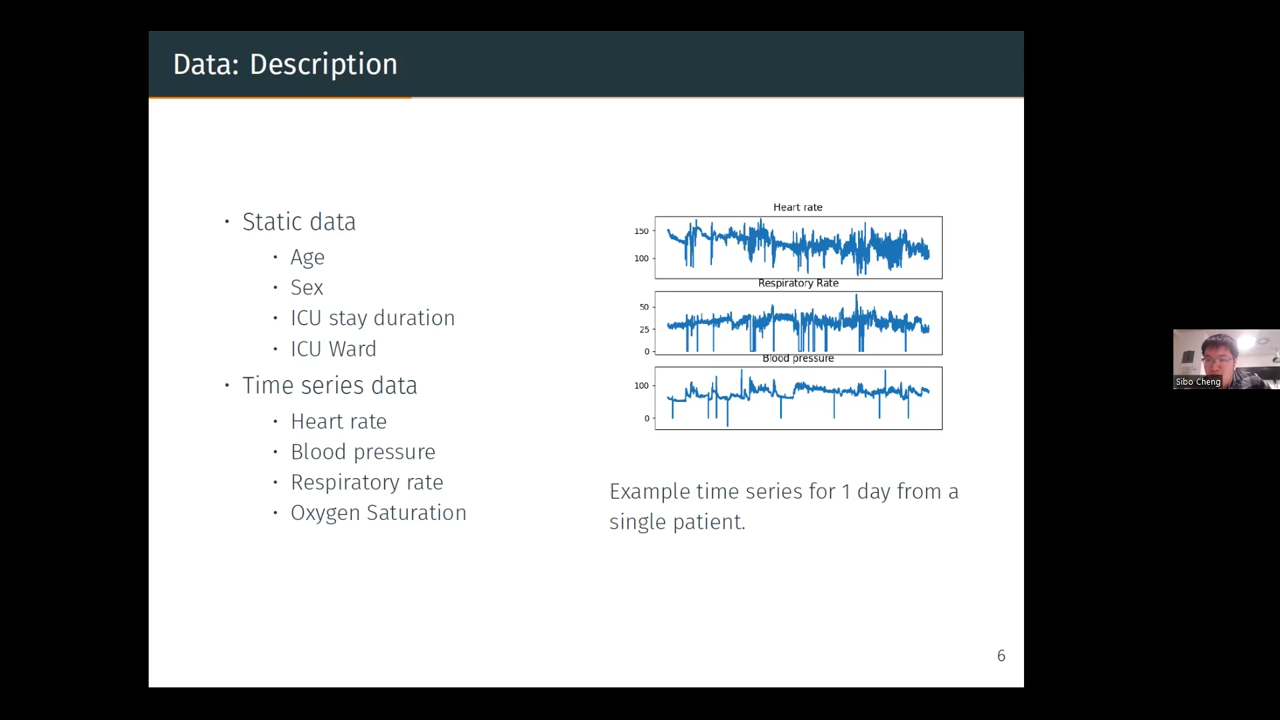 Data: Description
· Static data
· Age
· Sex
· ICU stay duration
· ICU Ward
· Time series data
· Heart rate
· Blood pressure
· Respiratory rate
· Oxygen Saturation
Heart rate
150
100
Respiratory Rate
50
25
0
Blood pressure
100
0
Example time series for 1 day from a
single patient.
6
Sibo Cheng